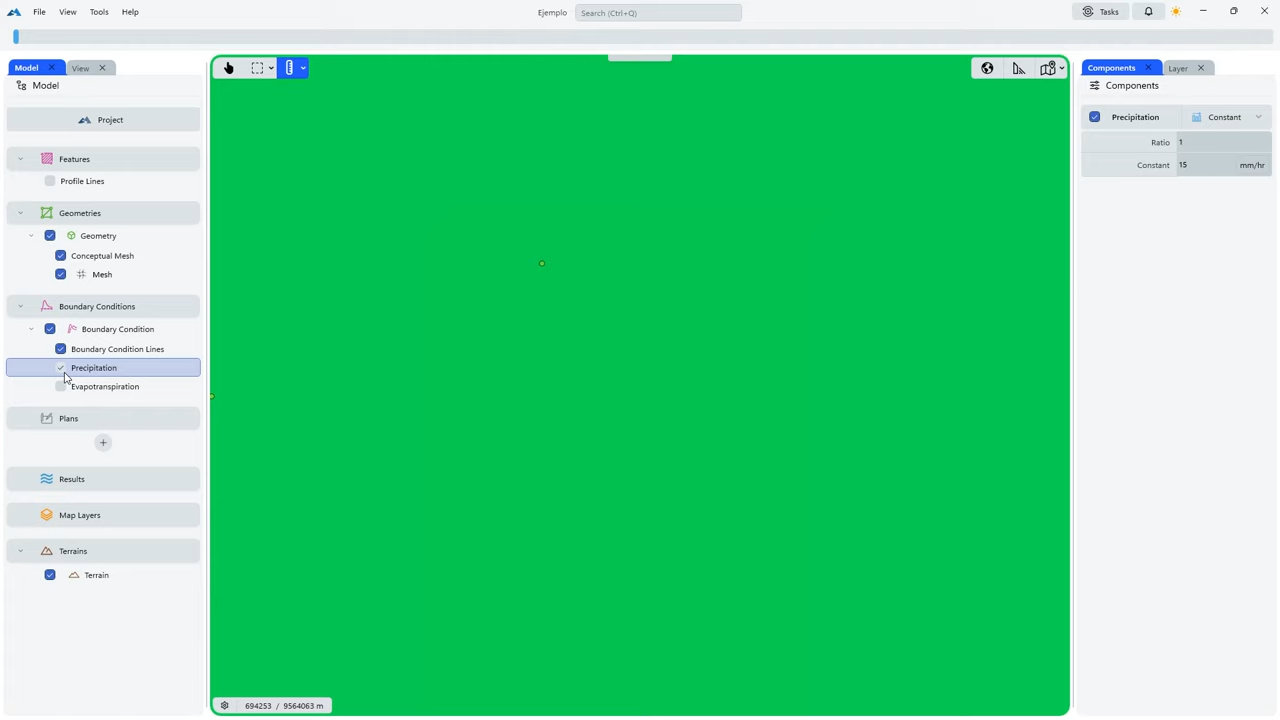 File View Tools Help Ejemplo Search (Ctrl+Q) Tasks
Model View
Model
Project
Features
Profile Lines
Geometries
Geometry
Conceptual Mesh
Mesh
Boundary Conditions
Boundary Condition
Boundary Condition Lines
Precipitation
Evapotranspiration
Plans
Results
Map Layers
Terrains
Terrain
694253 / 9564063 m
Components Layer
Components
Precipitation Constant
Ratio 1
Constant 15 mm/hr